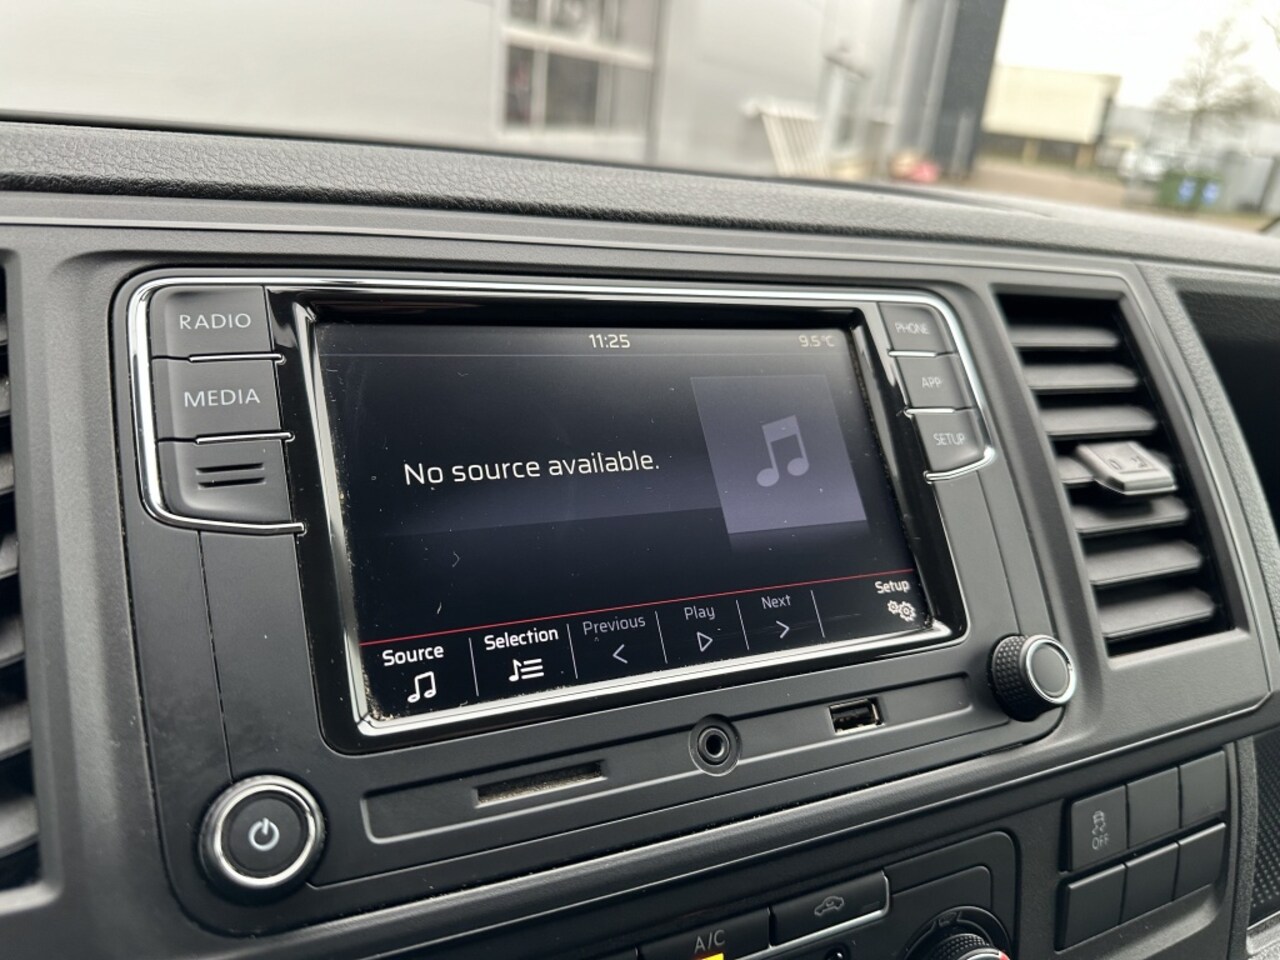 RADIO
MEDIA
PHONE
APP
SETUP
11:25
9.5°C
No source available.
Source
Selection
Previous
Play
Next
Setup
OFF
A/C